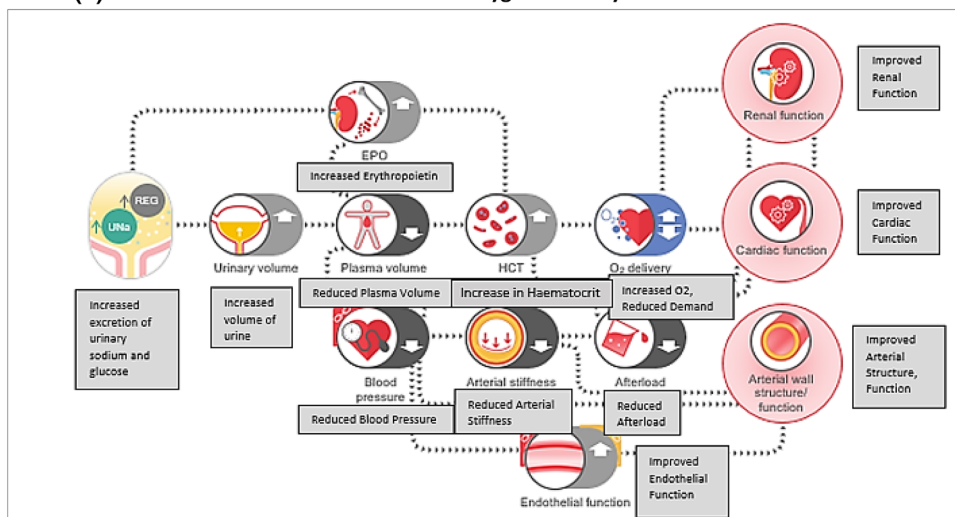 Improved
Renal
Function
Renal function
EPO
Increased Erythropoietin
REG
UNa
Improved
Cardiac
Function
Cardiac function
Urinary volume
Plasma volume
HCT
O₂ delivery
Increased
excretion of
urinary
sodium and
glucose
Increased
volume of
urine
Reduced Plasma Volume
Increase in Haematocrit
Increased O2,
Reduced Demand
Improved
Arterial
Structure,
Function
Blood
pressure
Arterial stiffness
Afterload
Arterial wall
structure/
function
Reduced Blood Pressure
Reduced Arterial
Stiffness
Reduced
Afterload
Improved
Endothelial
Function
Endothelial function